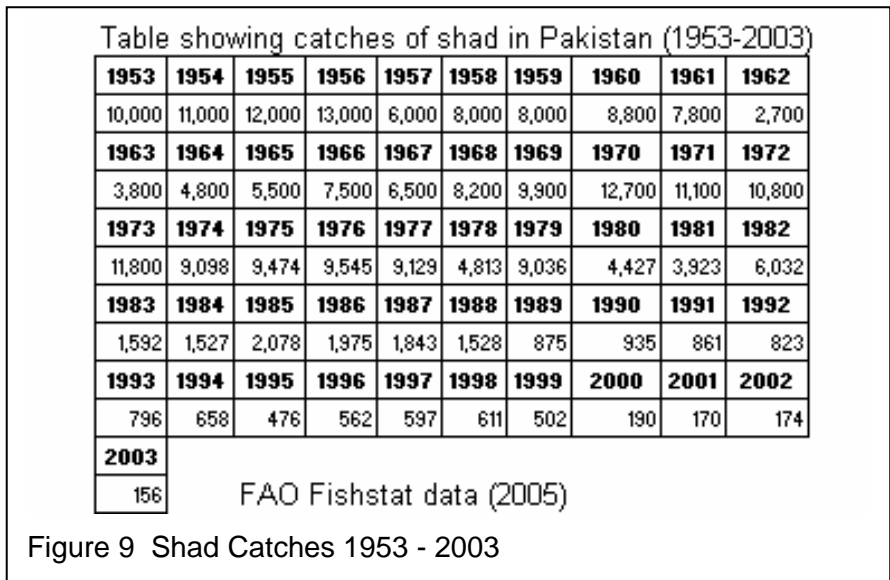 Table showing catches of shad in Pakistan (1953-2003)
1953 1954 1955 1956 1957 1958 1959 1960 1961 1962
10,000 11,000 12,000 13,000 6,000 8,000 8,000 8,800 7,800 2,700
1963 1964 1965 1966 1967 1968 1969 1970 1971 1972
3,800 4,800 5,500 7,500 6,500 8,200 9,900 12,700 11,100 10,800
1973 1974 1975 1976 1977 1978 1979 1980 1981 1982
11,800 9,098 9,474 9,545 9,129 4,813 9,036 4,427 3,923 6,032
1983 1984 1985 1986 1987 1988 1989 1990 1991 1992
1,592 1,527 2,078 1,975 1,843 1,528 875 935 861 823
1993 1994 1995 1996 1997 1998 1999 2000 2001 2002
796 658 476 562 597 611 502 190 170 174
2003
156 FAO Fishstat data (2005)
Figure 9 Shad Catches 1953 - 2003